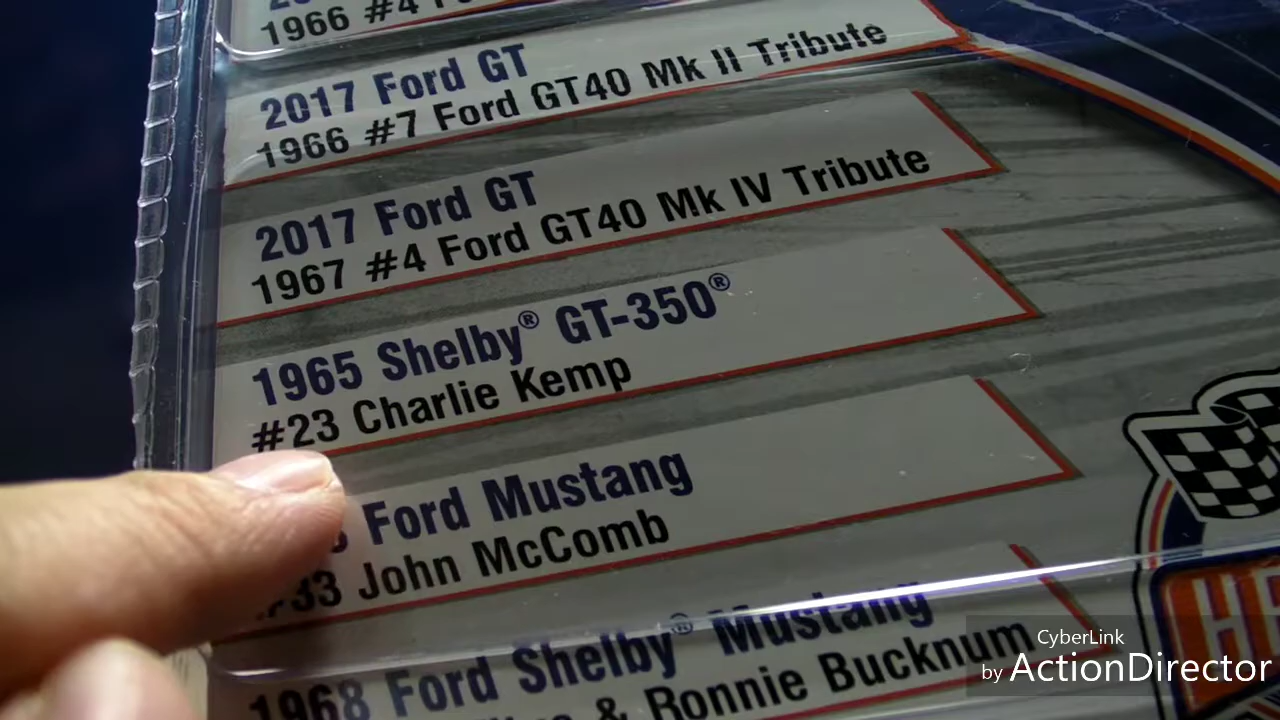 1966 #4
2017 Ford GT
1966 #7 Ford GT40 Mk II Tribute
2017 Ford GT
1967 #4 Ford GT40 Mk IV Tribute
1965 Shelby® GT-350®
#23 Charlie Kemp
Ford Mustang
#33 John McComb
1968 Ford Shelby® Mustang
& Ronnie Bucknum
CyberLink
by ActionDirector